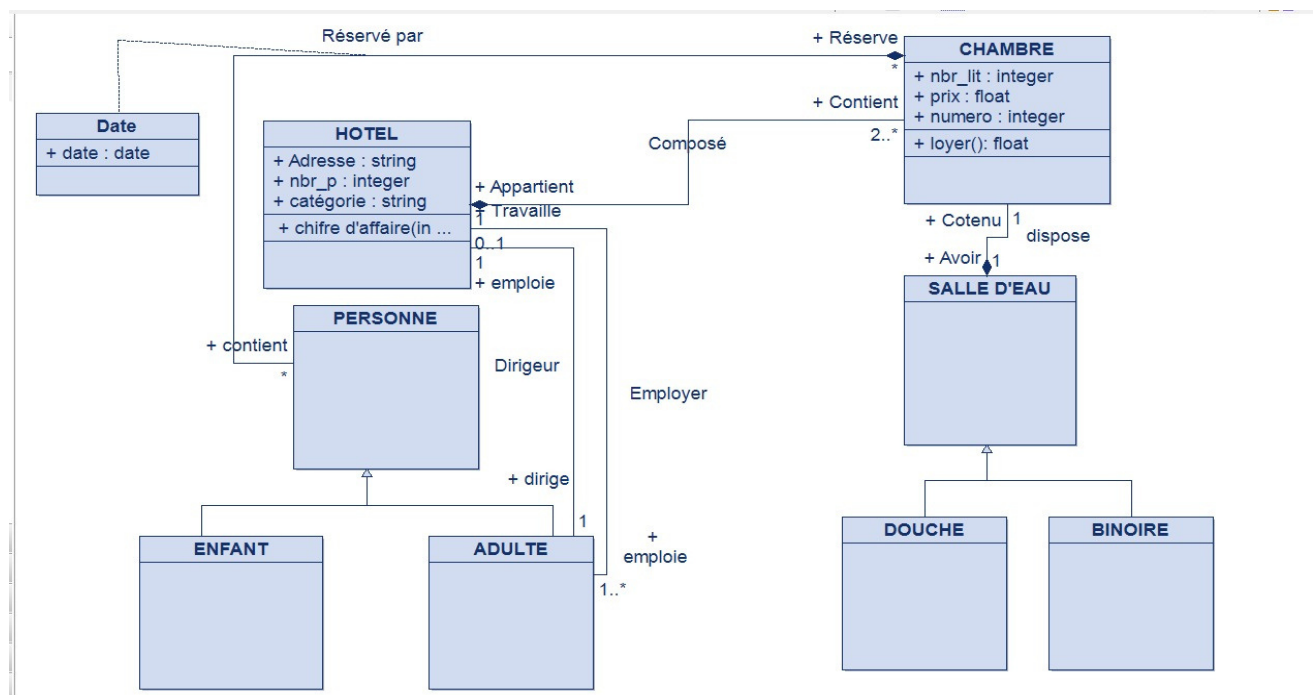 Réservé par
+ Réserve
*
CHAMBRE
+ nbr_lit : integer
+ prix : float
+ numero : integer
+ loyer(): float
+ Contient
2..*
Composé
Date
+ date : date
HOTEL
+ Adresse : string
+ nbr_p : integer
+ catégorie : string
+ chifre d'affaire(in ...
+ Appartient
1
+ Travaille
0..1
1
+ emploie
+ Cotenu
1
dispose
+ Avoir
1
SALLE D'EAU
PERSONNE
+ contient
*
Dirigeur
Employer
+ dirige
1
+
emploie
1..*
ENFANT
ADULTE
DOUCHE
BINOIRE